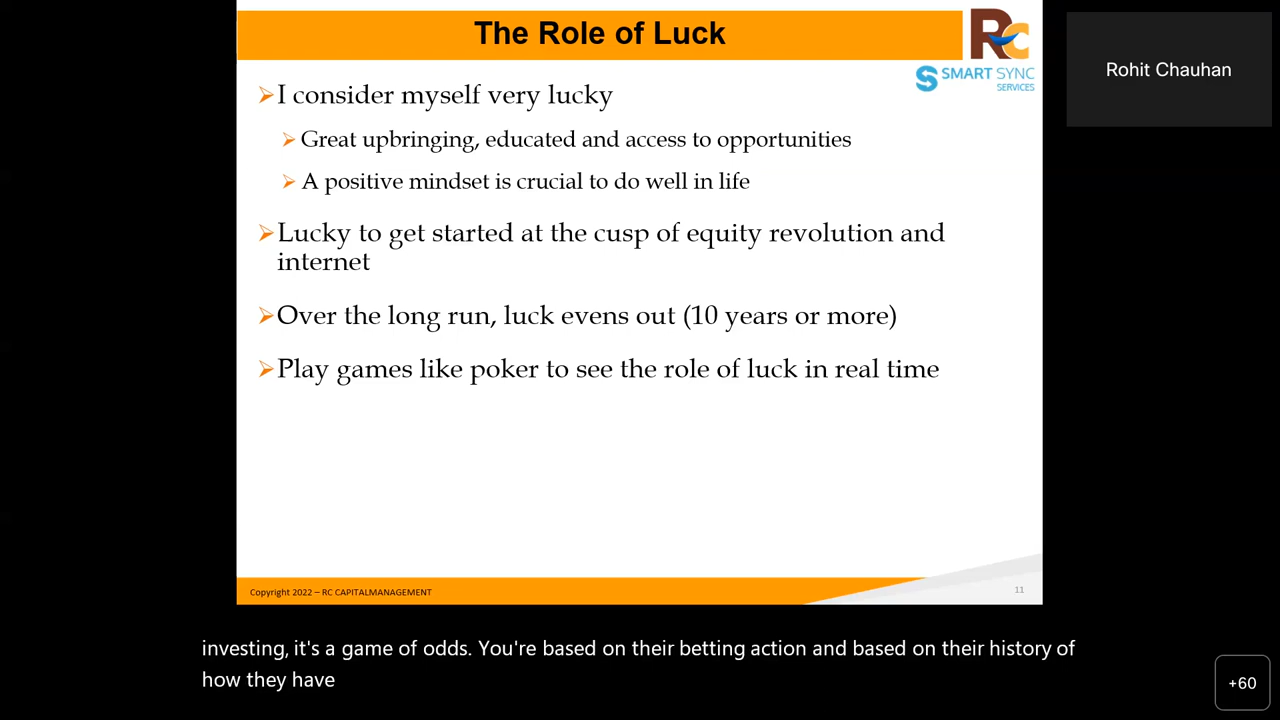 The Role of Luck
Rc
SMART SYNC
SERVICES
Rohit Chauhan
➢I consider myself very lucky
➢Great upbringing, educated and access to opportunities
➢A positive mindset is crucial to do well in life
➢Lucky to get started at the cusp of equity revolution and
internet
➢Over the long run, luck evens out (10 years or more)
➢Play games like poker to see the role of luck in real time
Copyright 2022 – RC CAPITALMANAGEMENT
11
investing, it's a game of odds. You're based on their betting action and based on their history of
how they have
+60